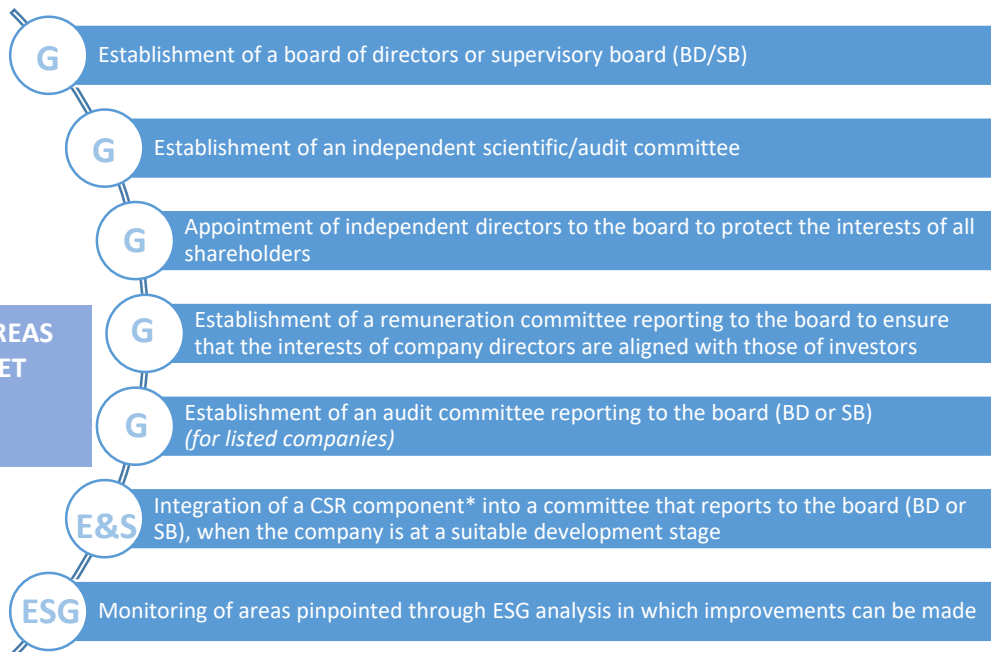 G
Establishment of a board of directors or supervisory board (BD/SB)
G
Establishment of an independent scientific/audit committee
G
Appointment of independent directors to the board to protect the interests of all
shareholders
G
Establishment of a remuneration committee reporting to the board to ensure
that the interests of company directors are aligned with those of investors
G
Establishment of an audit committee reporting to the board (BD or SB)
(for listed companies)
E&S
Integration of a CSR component* into a committee that reports to the board (BD or
SB), when the company is at a suitable development stage
ESG
Monitoring of areas pinpointed through ESG analysis in which improvements can be made